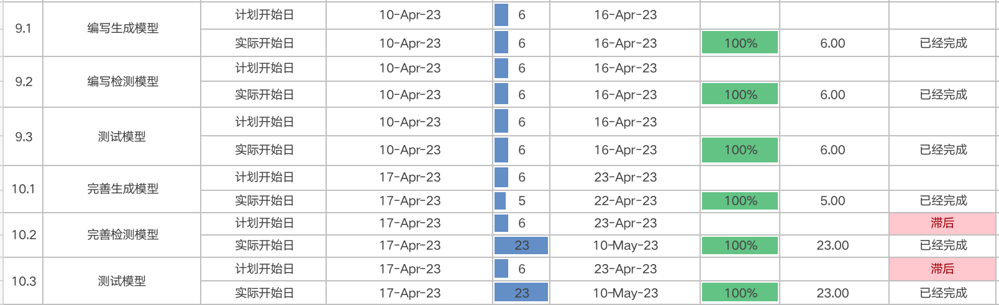 9.1 编写生成模型 计划开始日 10-Apr-23 6 16-Apr-23
实际开始日 10-Apr-23 6 16-Apr-23 100% 6.00 已经完成
9.2 编写检测模型 计划开始日 10-Apr-23 6 16-Apr-23
实际开始日 10-Apr-23 6 16-Apr-23 100% 6.00 已经完成
9.3 测试模型 计划开始日 10-Apr-23 6 16-Apr-23
实际开始日 10-Apr-23 6 16-Apr-23 100% 6.00 已经完成
10.1 完善生成模型 计划开始日 17-Apr-23 6 23-Apr-23
实际开始日 17-Apr-23 5 22-Apr-23 100% 5.00 已经完成
10.2 完善检测模型 计划开始日 17-Apr-23 6 23-Apr-23 滞后
实际开始日 17-Apr-23 23 10-May-23 100% 23.00 已经完成
10.3 测试模型 计划开始日 17-Apr-23 6 23-Apr-23 滞后
实际开始日 17-Apr-23 23 10-May-23 100% 23.00 已经完成